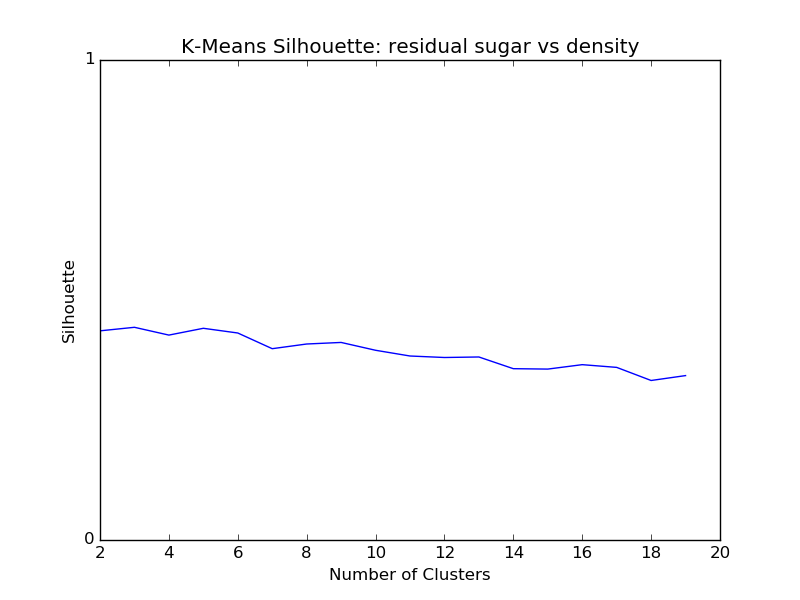 K-Means Silhouette: residual sugar vs density
1
Silhouette
0
2 4 6 8 10 12 14 16 18 20
Number of Clusters